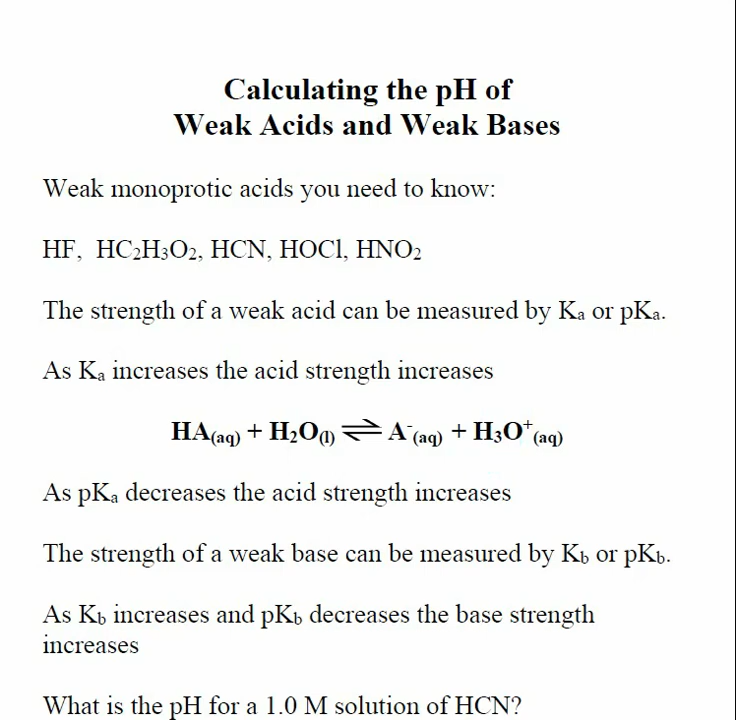 Calculating the pH of
Weak Acids and Weak Bases
Weak monoprotic acids you need to know:
HF, HC₂H₃O₂, HCN, HOCl, HNO₂
The strength of a weak acid can be measured by Kₐ or pKₐ.
As Kₐ increases the acid strength increases
HA(aq) + H₂O(l) ⇌ A⁻(aq) + H₃O⁺(aq)
As pKₐ decreases the acid strength increases
The strength of a weak base can be measured by K_b or pK_b.
As K_b increases and pK_b decreases the base strength
increases
What is the pH for a 1.0 M solution of HCN?